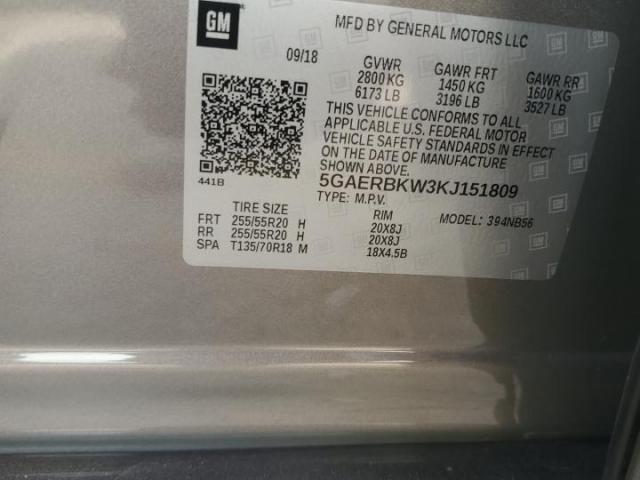 GM
MFD BY GENERAL MOTORS LLC
09/18 GVWR GAWR FRT GAWR RR
2800 KG 1450 KG 1600 KG
6173 LB 3196 LB 3527 LB
THIS VEHICLE CONFORMS TO ALL
APPLICABLE U.S. FEDERAL MOTOR
VEHICLE SAFETY STANDARDS IN EFFECT
ON THE DATE OF MANUFACTURE
SHOWN ABOVE.
441B 5GAERBKW3KJ151809
TYPE: M.P.V.
TIRE SIZE RIM MODEL: 394NB56
FRT 255/55R20 H 20X8J
RR 255/55R20 H 20X8J
SPA T135/70R18 M 18X4.5B